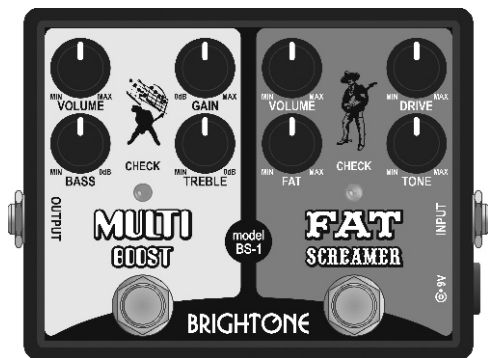 MIN MAX 0dB MAX
VOLUME GAIN
MIN 0dB MIN MAX
BASS TREBLE
CHECK
OUTPUT
MULTI
BOOST
MIN MAX MIN MAX
VOLUME DRIVE
MIN MAX MIN MAX
FAT TONE
CHECK
INPUT
FAT
SCREAMER
9V
model
BS-1
BRIGHTONE